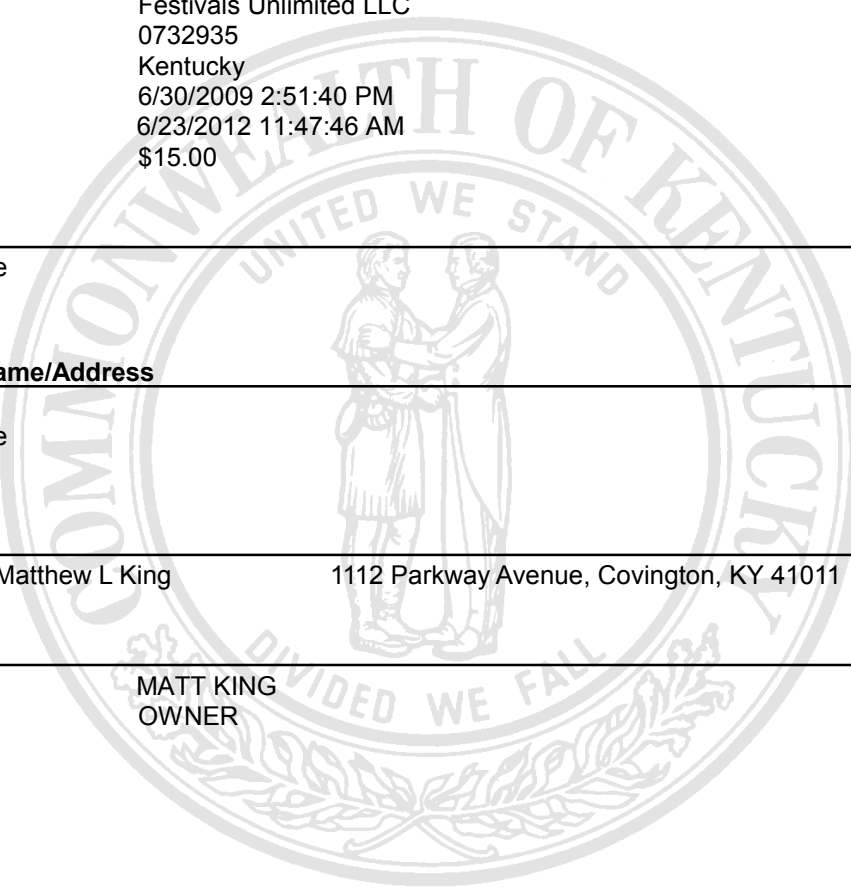 Festivals Unlimited LLC
0732935
Kentucky
6/30/2009 2:51:40 PM
6/23/2012 11:47:46 AM
$15.00
COMMONWEALTH OF KENTUCKY
UNITED WE STAND
e
ame/Address
e
Matthew L King 1112 Parkway Avenue, Covington, KY 41011
DIVIDED WE FALL
MATT KING
OWNER